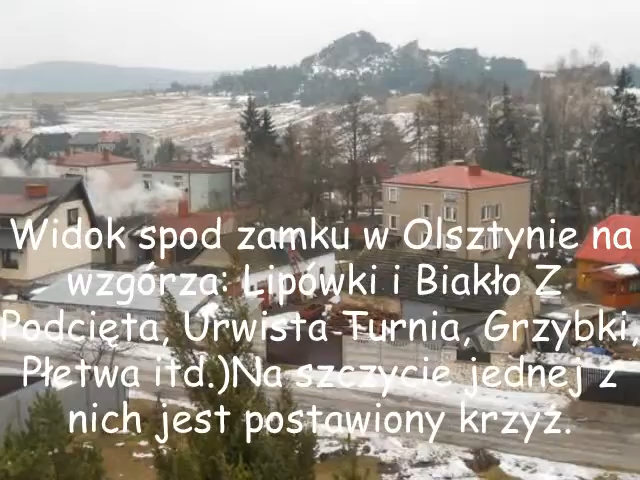 Widok spod zamku w Olsztynie na
wzgórza: Lipówki i Biakło Z
Podcięta, Urwista Turnia, Grzybki,
Płetwa itd.)Na szczycie jednej z
nich jest postawiony krzyż.